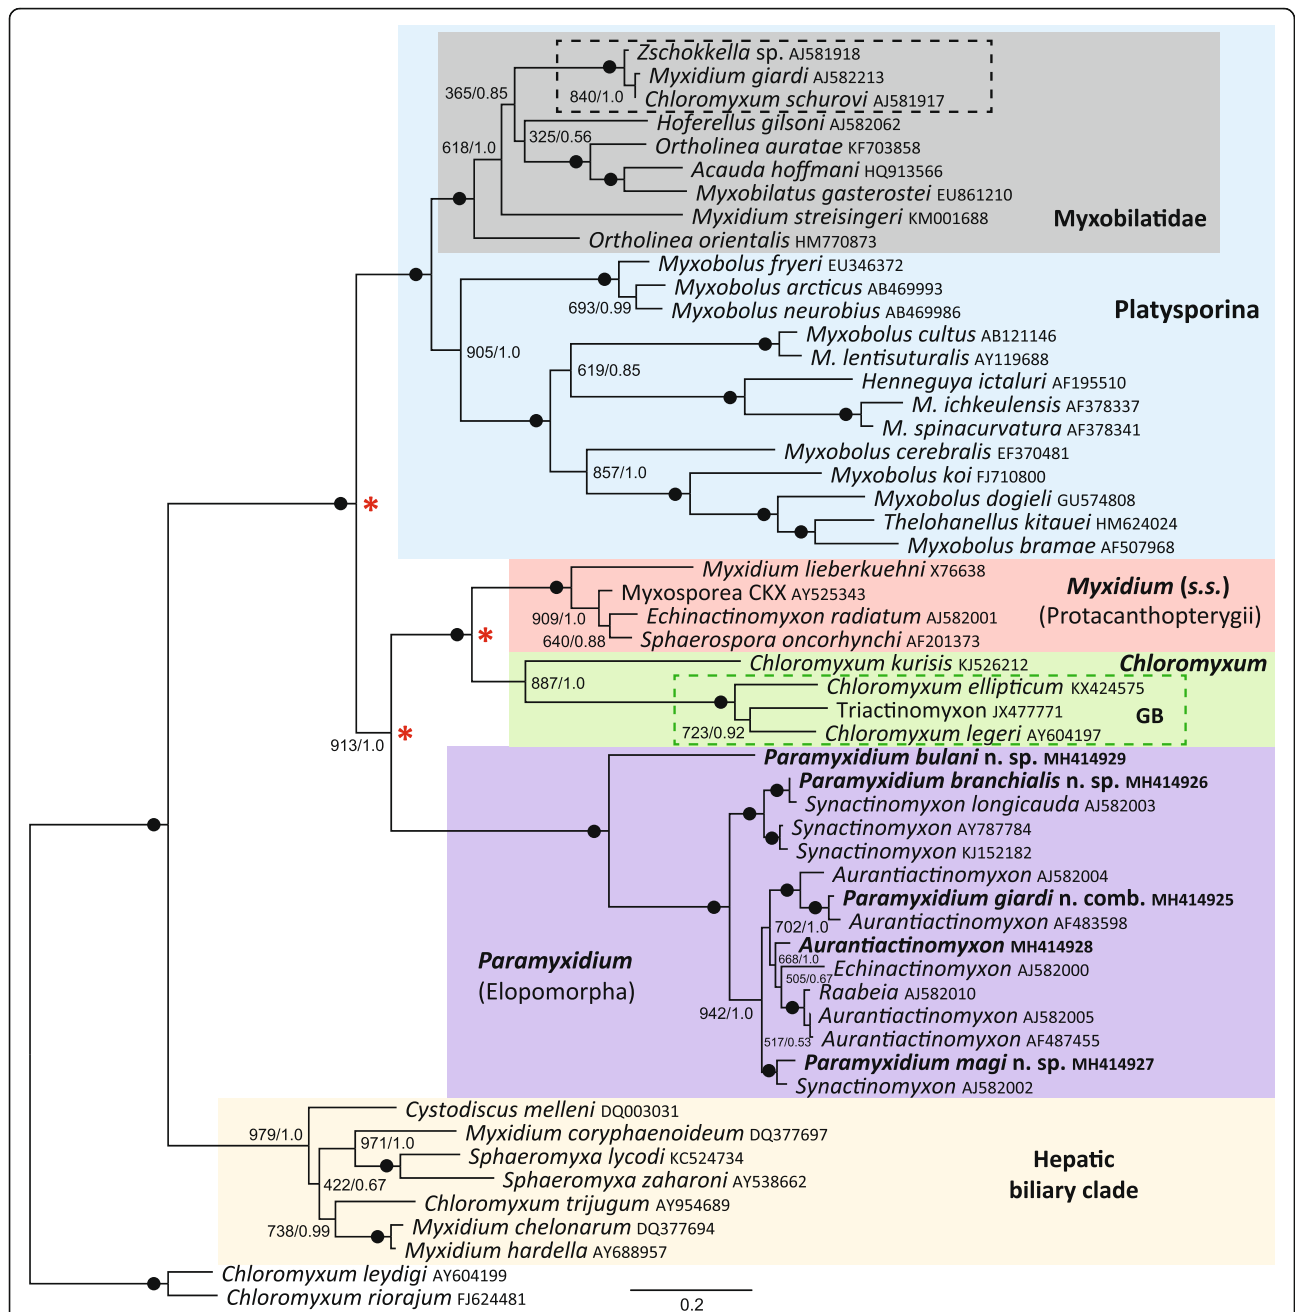 Zschokkella sp. AJ581918
Myxidium giardi AJ582213
365/0.85
840/1.0
Chloromyxum schurovi AJ581917
Hoferellus gilsoni AJ582062
325/0.56
618/1.0
Ortholinea auratae KF703858
Acauda hoffmani HQ913566
Myxobilatus gasterostei EU861210
Myxidium streisingeri KM001688
Myxobilatidae
Ortholinea orientalis HM770873
Myxobolus fryeri EU346372
Myxobolus arcticus AB469993
693/0.99
Myxobolus neurobius AB469986
Platysporina
Myxobolus cultus AB121146
905/1.0
M. lentisuturalis AY119688
619/0.85
Henneguya ictaluri AF195510
M. ichkeulensis AF378337
M. spinacurvatura AF378341
Myxobolus cerebralis EF370481
857/1.0
Myxobolus koi FJ710800
Myxobolus dogieli GU574808
*
Thelohanellus kitauei HM624024
Myxobolus bramae AF507968
Myxidium lieberkuehni X76638
Myxidium (s.s.)
Myxosporea CKX AY525343
909/1.0
Echinactinomyxon radiatum AJ582001
(Protacanthopterygii)
*
640/0.88
Sphaerospora oncorhynchi AF201373
Chloromyxum kurisis KJ526212
Chloromyxum
887/1.0
Chloromyxum ellipticum KX424575
Triactinomyxon JX477771
GB
723/0.92
Chloromyxum legeri AY604197
*
913/1.0
Paramyxidium bulani n. sp. MH414929
Paramyxidium branchialis n. sp. MH414926
Synactinomyxon longicauda AJ582003
Synactinomyxon AY787784
Synactinomyxon KJ152182
Aurantiactinomyxon AJ582004
Paramyxidium giardi n. comb. MH414925
702/1.0
Aurantiactinomyxon AF483598
Aurantiactinomyxon MH414928
668/1.0
Paramyxidium
Echinactinomyxon AJ582000
505/0.67
(Elopomorpha)
Raabeia AJ582010
942/1.0
Aurantiactinomyxon AJ582005
517/0.53
Aurantiactinomyxon AF487455
Paramyxidium magi n. sp. MH414927
Synactinomyxon AJ582002
Cystodiscus melleni DQ003031
979/1.0
Myxidium coryphaenoideum DQ377697
971/1.0
Sphaeromyxa lycodi KC524734
Hepatic
422/0.67
Sphaeromyxa zaharoni AY538662
biliary clade
Chloromyxum trijugum AY954689
738/0.99
Myxidium chelonarum DQ377694
Myxidium hardella AY688957
Chloromyxum leydigi AY604199
Chloromyxum riorajum FJ624481
0.2